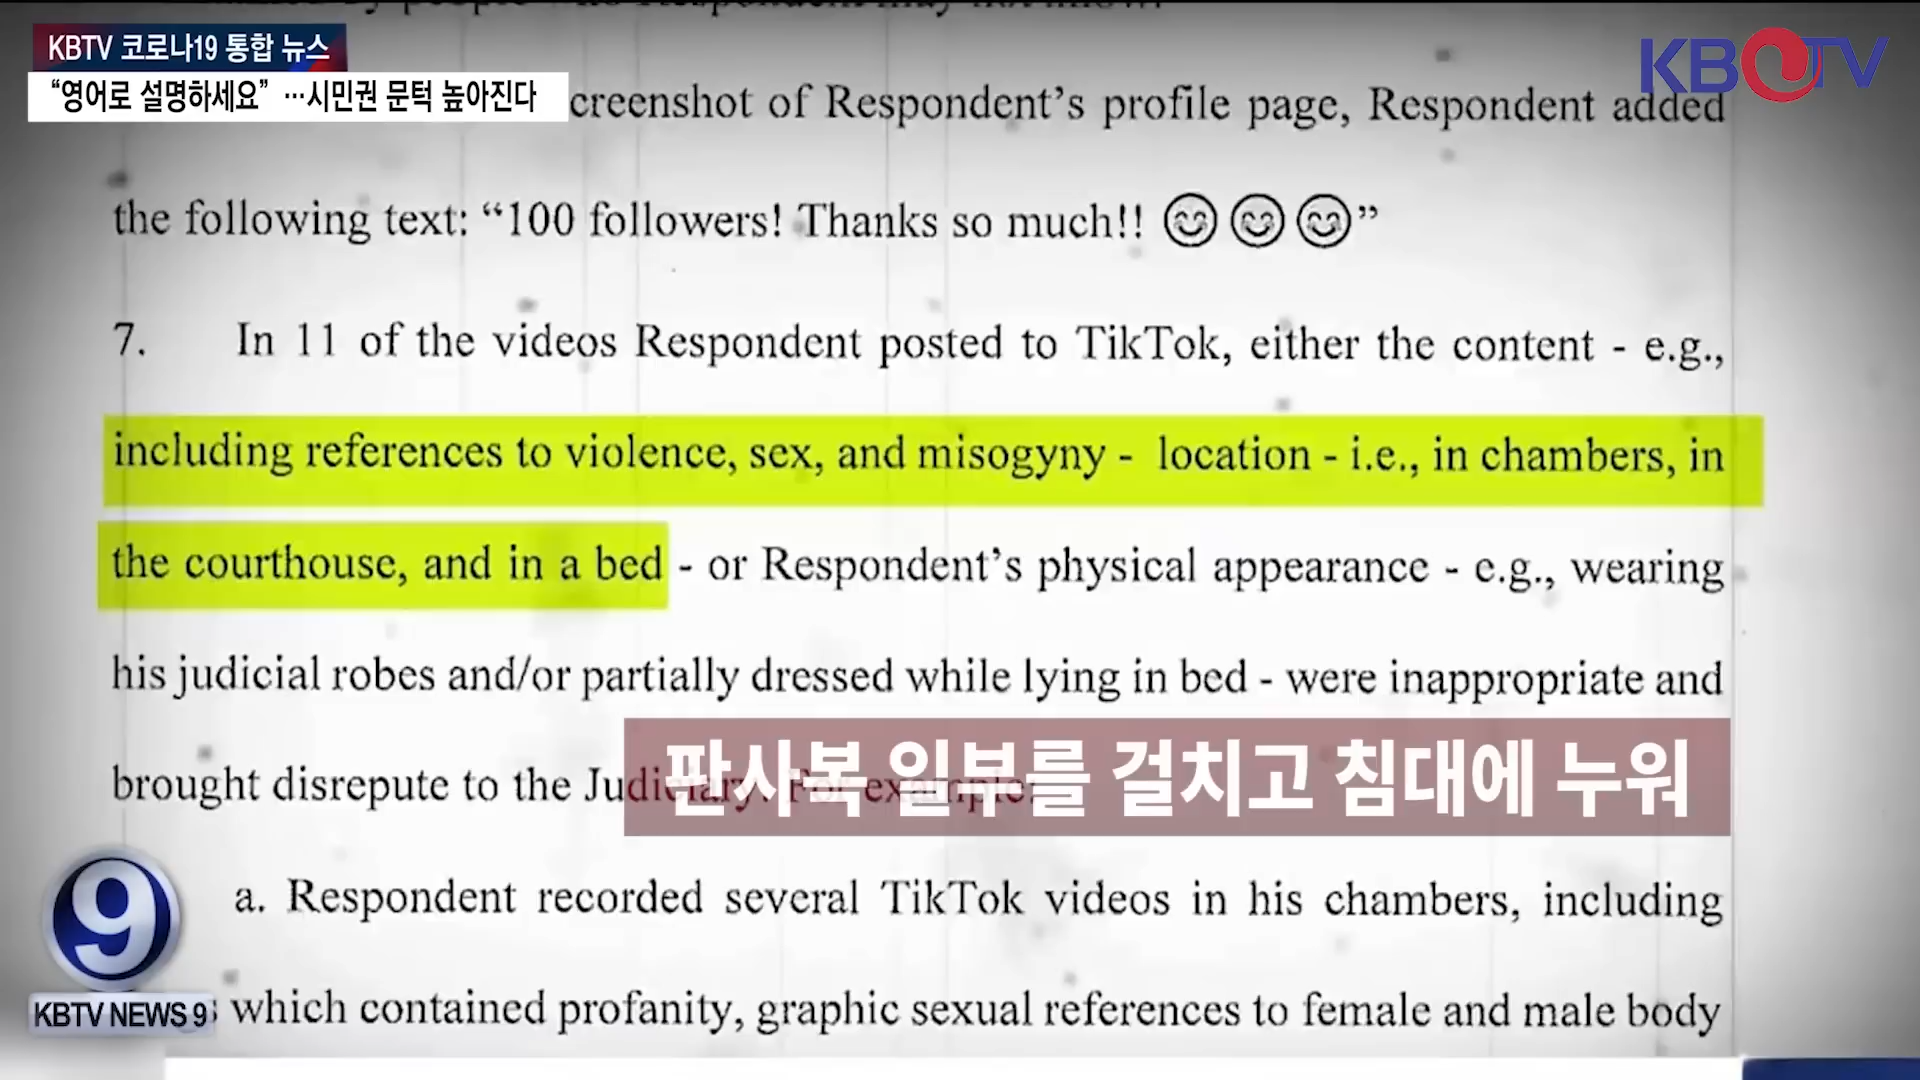 KBTV 코로나19 통합 뉴스
“영어로 설명하세요” …시민권 문턱 높아진다
KBTV
creenshot of Respondent’s profile page, Respondent added
the following text: “100 followers! Thanks so much!! 😊😊😊”
7. In 11 of the videos Respondent posted to TikTok, either the content - e.g.,
including references to violence, sex, and misogyny - location - i.e., in chambers, in
the courthouse, and in a bed - or Respondent’s physical appearance - e.g., wearing
his judicial robes and/or partially dressed while lying in bed - were inappropriate and
brought disrepute to the Judiciary. For example:
판사복 일부를 걸치고 침대에 누워
a. Respondent recorded several TikTok videos in his chambers, including
which contained profanity, graphic sexual references to female and male body
9
KBTV NEWS 9